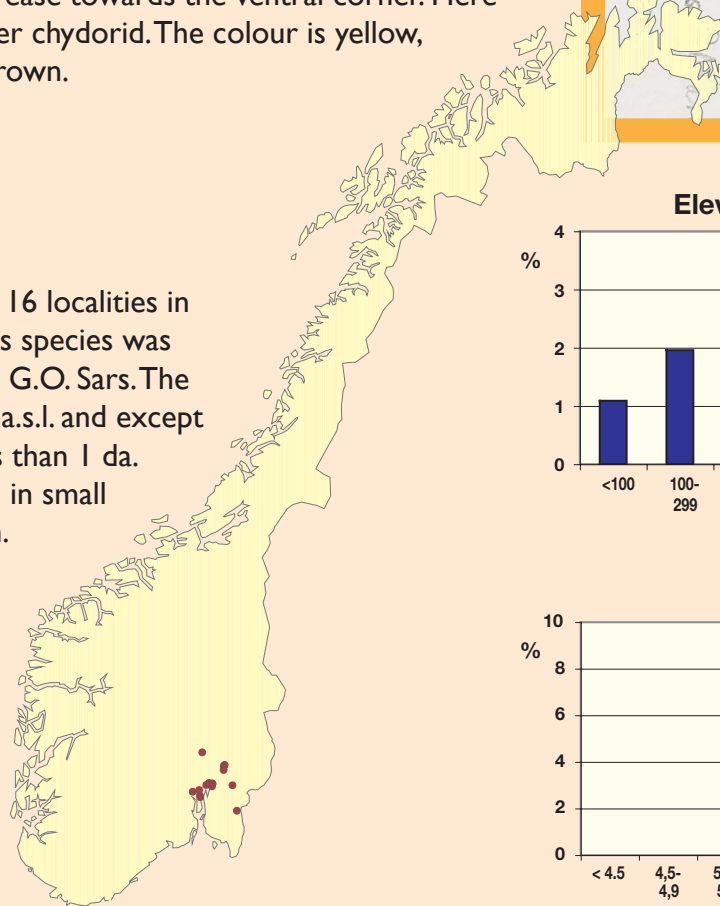 ease towards the ventral corner. Here
er chydorid. The colour is yellow,
rown.
16 localities in
s species was
G.O. Sars. The
a.s.l. and except
s than 1 da.
in small
.
Elev
4
%
3
2
1
0
<100
100-
299
10
%
8
6
4
2
0
< 4.5
4,5-
4,9
5
5